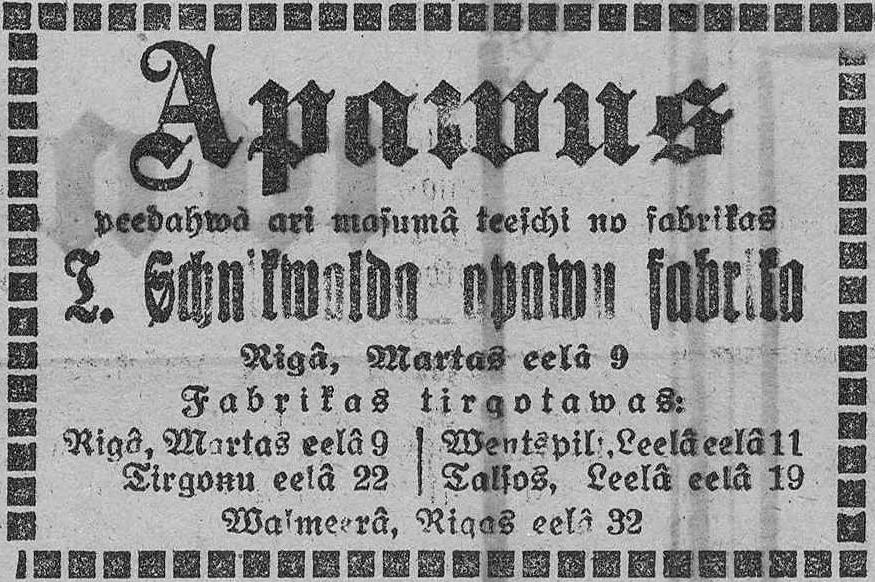 Apawus
peedahwà ari masumâ teeschi no fabrikas
T. Schnikwalda apawu fabrika
Rigâ, Martas eelâ 9
Fabrikas tirgotawas:
Rigâ, Martas eelâ 9 | Wentspilî, Leelâ eelâ 11
Tirgonu eelâ 22 | Talsos, Leelâ eelâ 19
Walmeerâ, Rigas eelâ 32